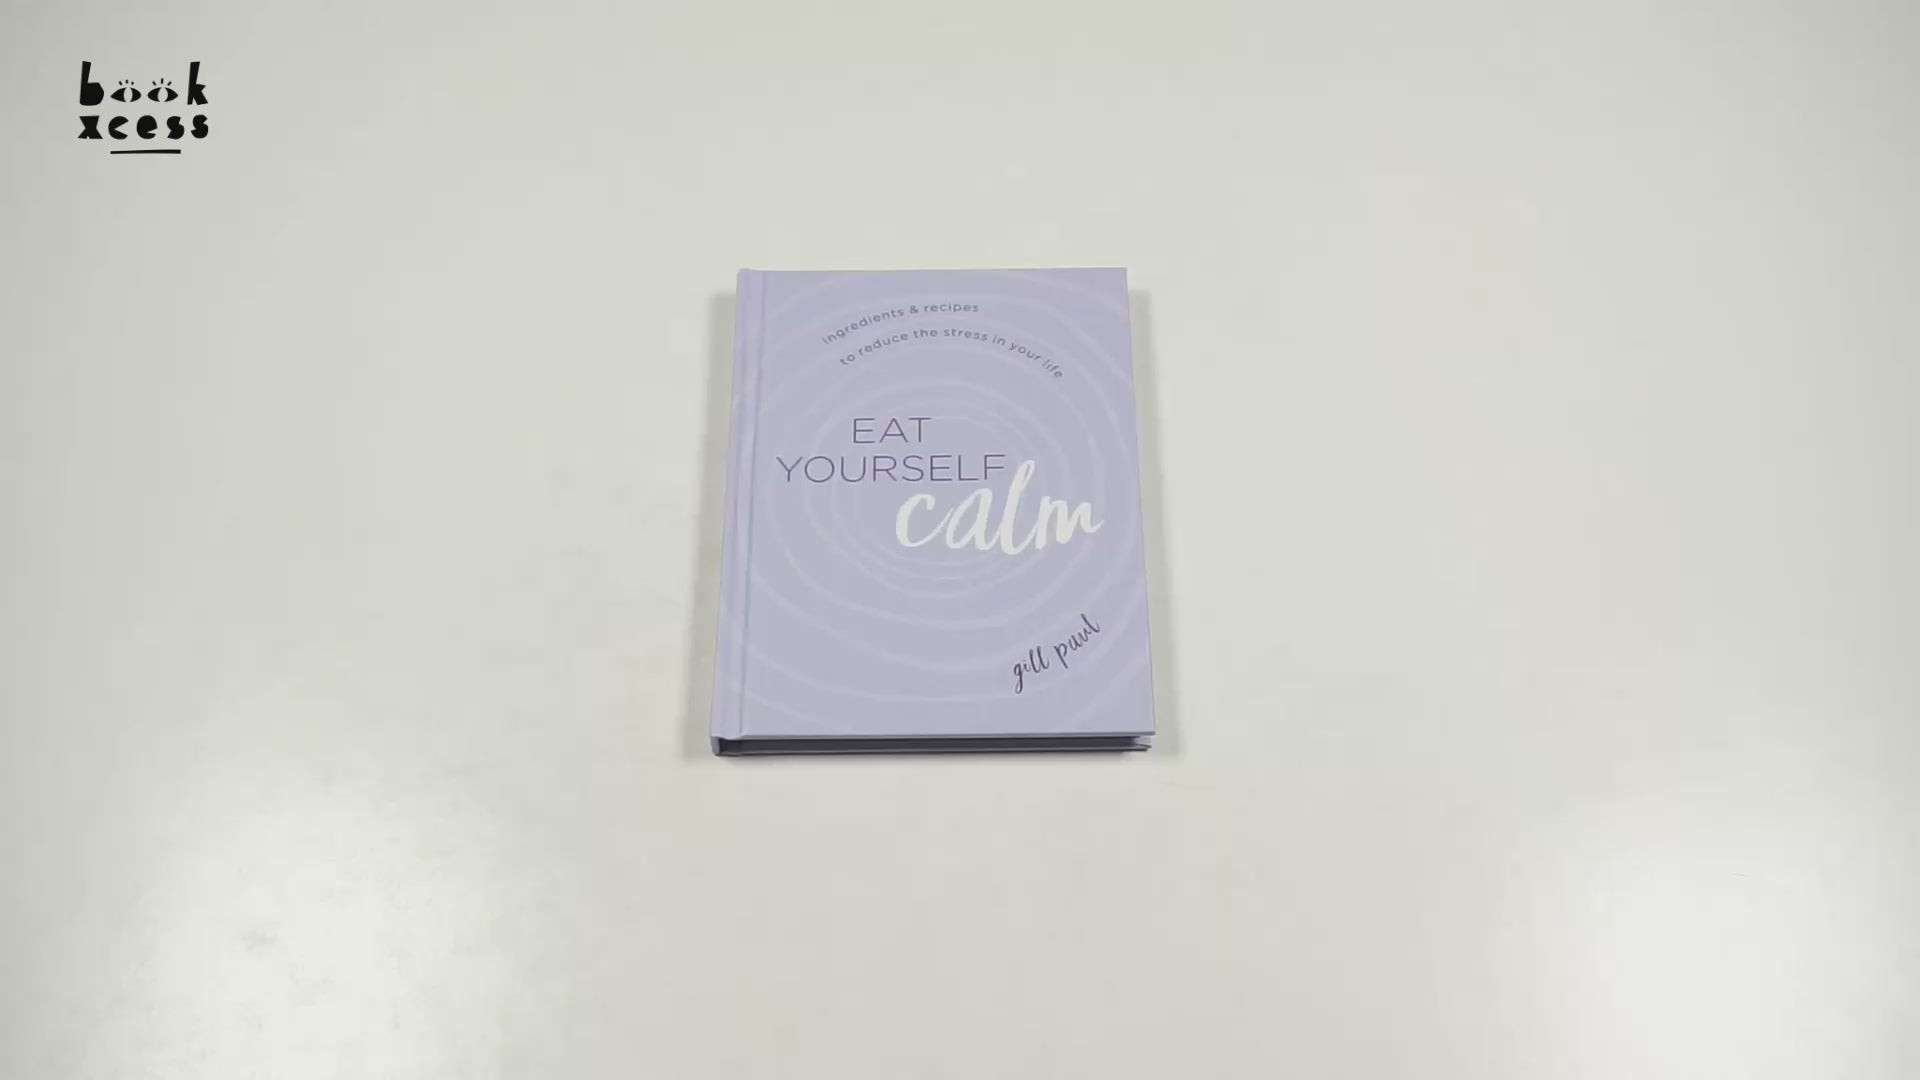 book
xcess
ingredients & recipes
to reduce the stress in your life
EAT
YOURSELF
calm
gill paul